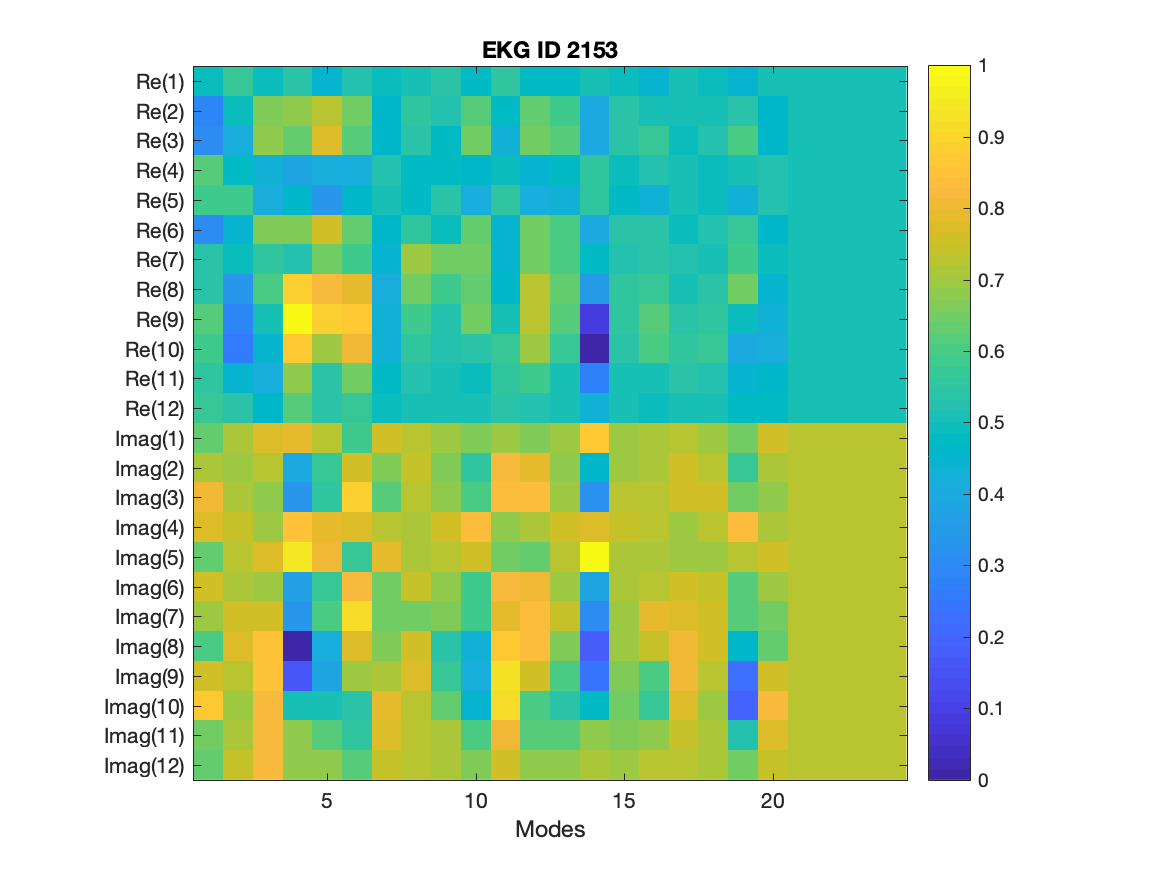 EKG ID 2153
Re(1)
Re(2)
Re(3)
Re(4)
Re(5)
Re(6)
Re(7)
Re(8)
Re(9)
Re(10)
Re(11)
Re(12)
Imag(1)
Imag(2)
Imag(3)
Imag(4)
Imag(5)
Imag(6)
Imag(7)
Imag(8)
Imag(9)
Imag(10)
Imag(11)
Imag(12)
5 10 15 20
Modes
1
0.9
0.8
0.7
0.6
0.5
0.4
0.3
0.2
0.1
0